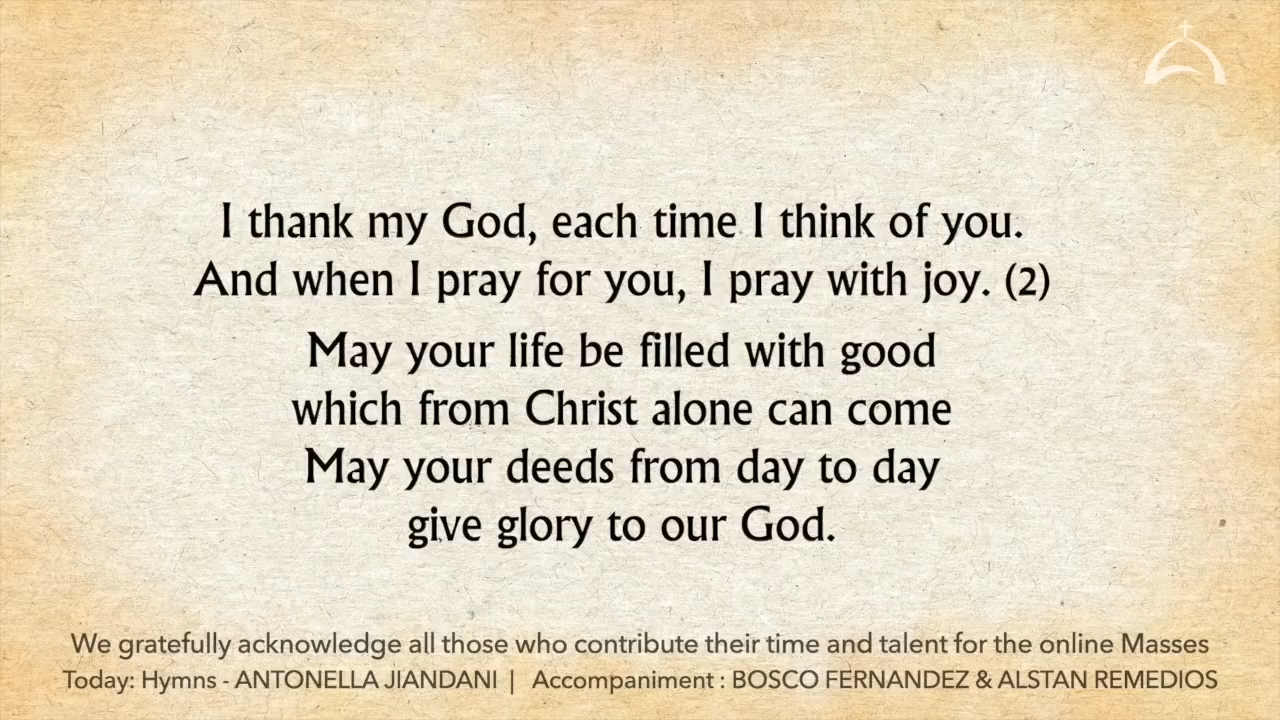 I thank my God, each time I think of you.
And when I pray for you, I pray with joy. (2)
May your life be filled with good
which from Christ alone can come
May your deeds from day to day
give glory to our God.
We gratefully acknowledge all those who contribute their time and talent for the online Masses
Today: Hymns - ANTONELLA JIANDANI | Accompaniment : BOSCO FERNANDEZ & ALSTAN REMEDIOS